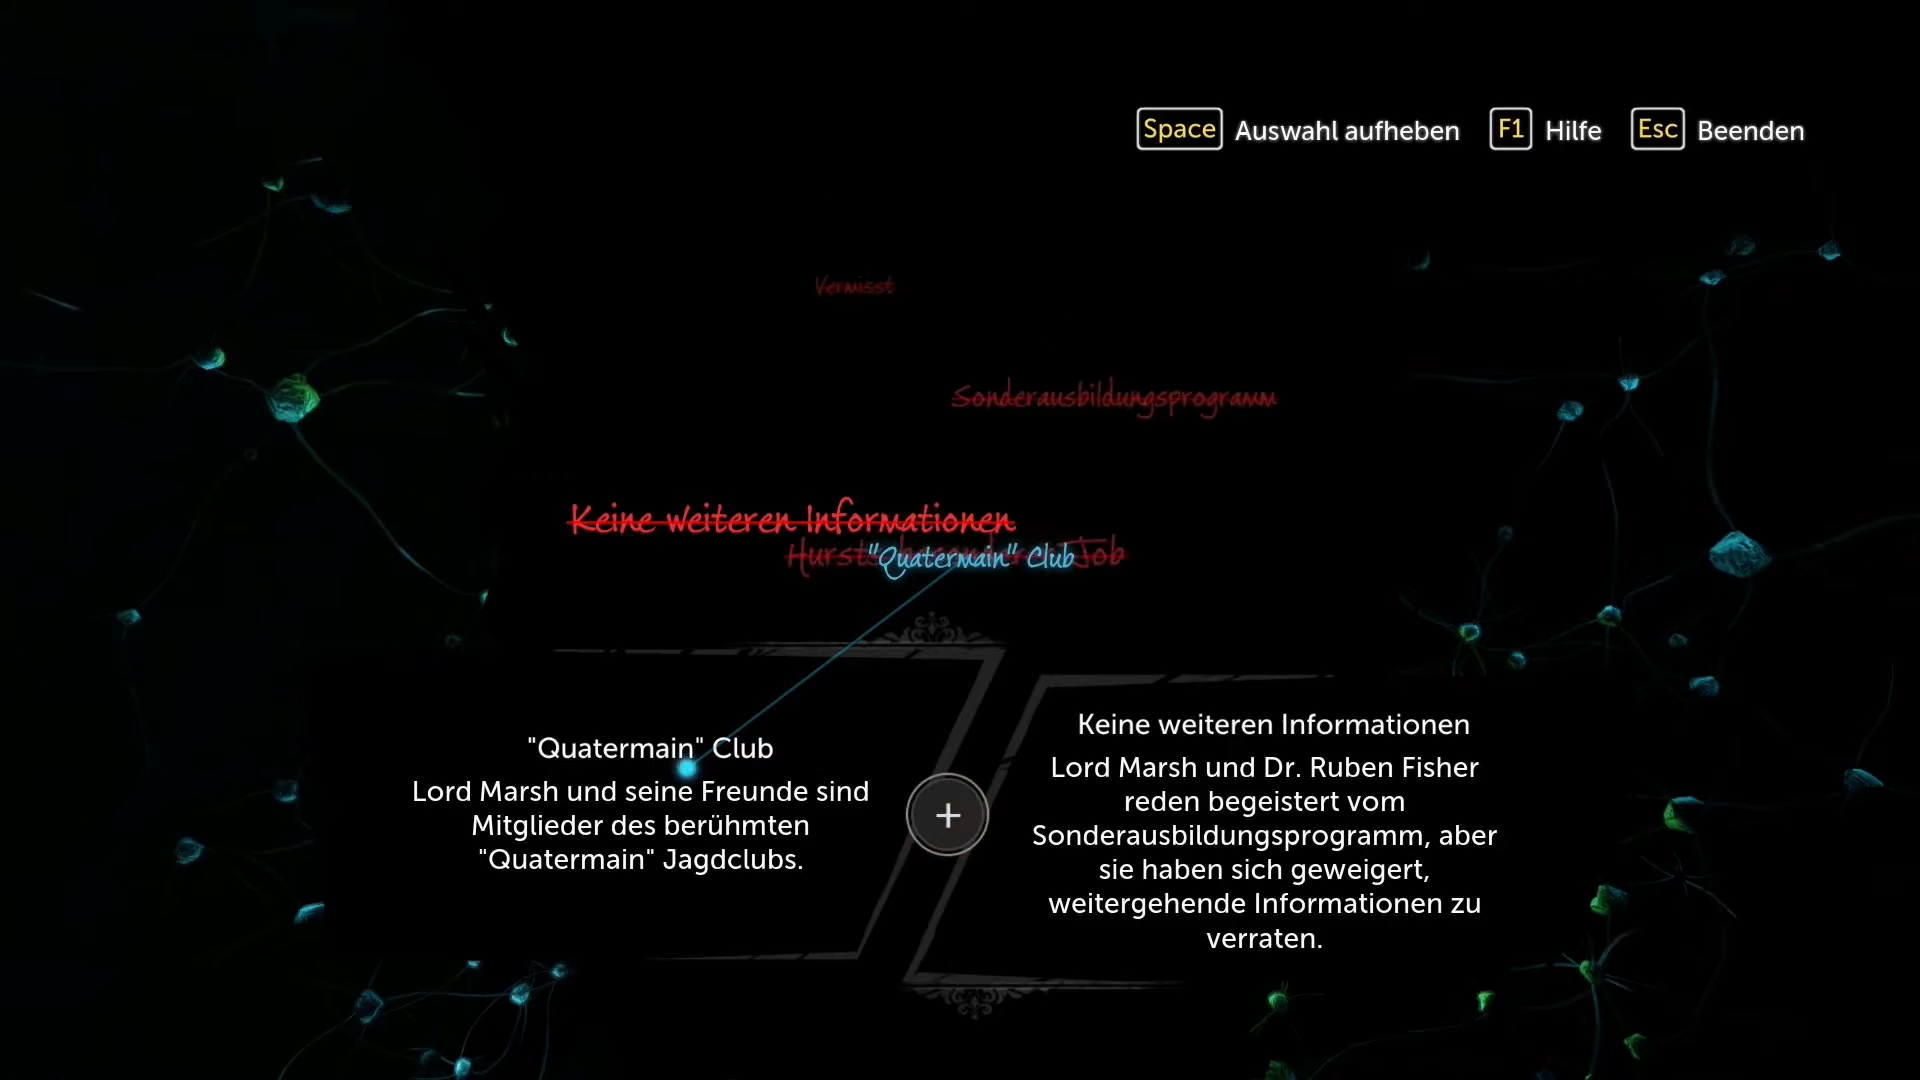 Space Auswahl aufheben F1 Hilfe Esc Beenden
Vermisst
Sonderausbildungsprogramm
Keine weiteren Informationen
Hursts Job
"Quatermain" Club
"Quatermain" Club
Lord Marsh und seine Freunde sind
Mitglieder des berühmten
"Quatermain" Jagdclubs.
Keine weiteren Informationen
Lord Marsh und Dr. Ruben Fisher
reden begeistert vom
Sonderausbildungsprogramm, aber
sie haben sich geweigert,
weitergehende Informationen zu
verraten.